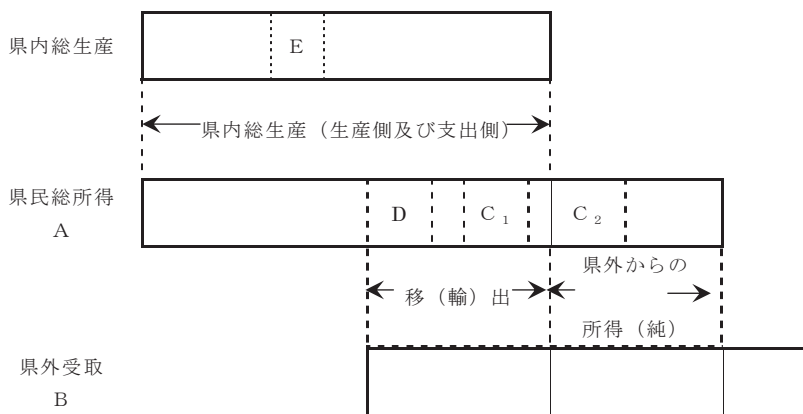 県内総生産
E
県内総生産（生産側及び支出側）
県民総所得
A
D
C₁
C₂
移（輸）出
県外からの
所得（純）
県外受取
B